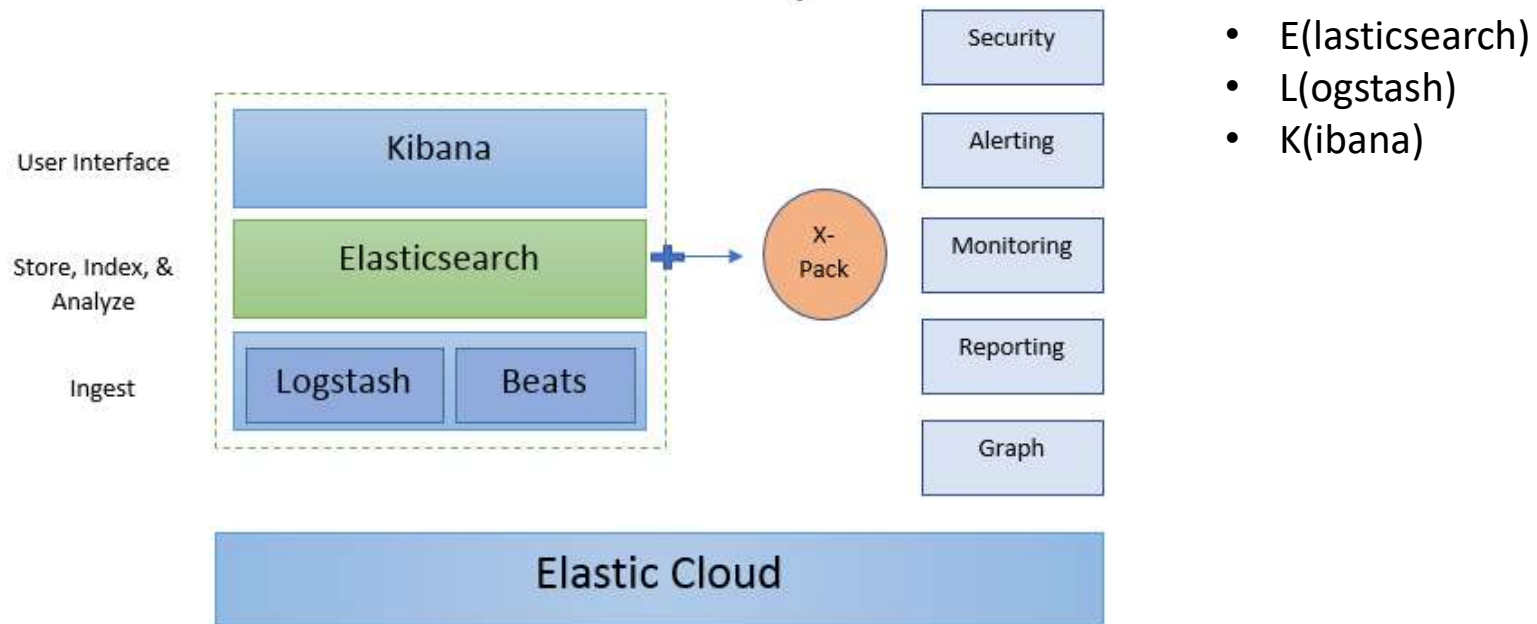 User Interface
Kibana
Store, Index, &
Analyze
Elasticsearch
Ingest
Logstash
Beats
X-
Pack
Security
Alerting
Monitoring
Reporting
Graph
Elastic Cloud
• E(lasticsearch)
• L(ogstash)
• K(ibana)